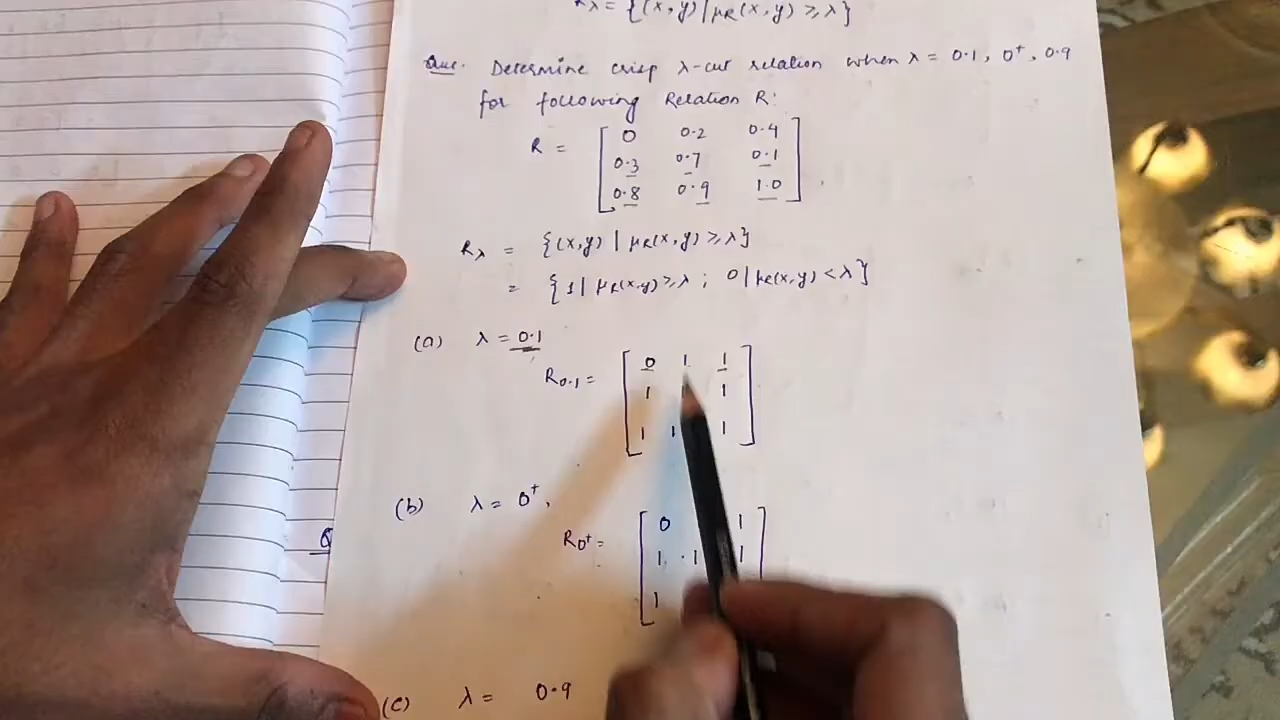 Rλ = {(x,y) | μR(x,y) ≥ λ}
Que. Determine crisp λ-cut relation when λ = 0.1, 0⁺, 0.9
for following Relation R:
R = [ 0 0.2 0.4
0.3 0.7 0.1
0.8 0.9 1.0 ]
Rλ = {(x,y) | μR(x,y) ≥ λ}
= {1 | μR(x,y) ≥ λ ; 0 | μR(x,y) < λ}
(a) λ = 0.1
R0.1 = [ 0 1 1
1 1
1 1 1 ]
(b) λ = 0⁺,
R0⁺ = [ 0 1
1 1 1
1
(c) λ = 0.9
Q